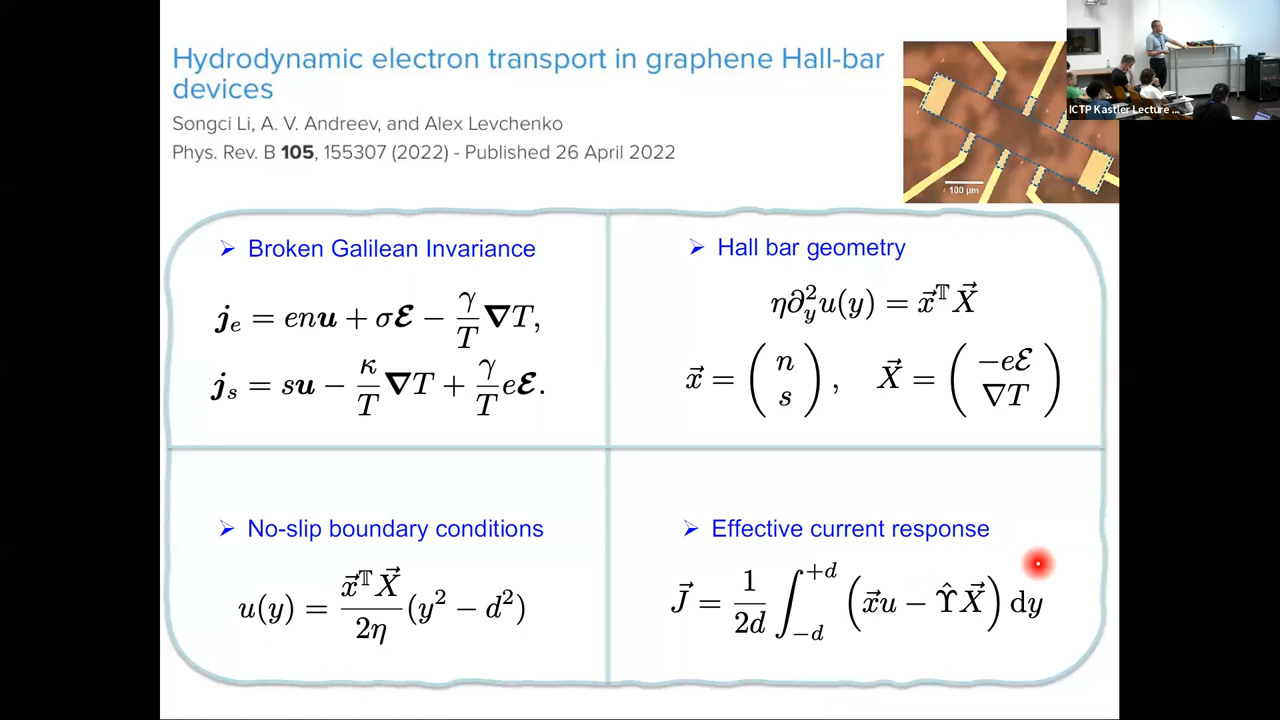 Hydrodynamic electron transport in graphene Hall-bar
devices
Songci Li, A. V. Andreev, and Alex Levchenko
Phys. Rev. B 105, 155307 (2022) - Published 26 April 2022
100 μm
ICTP Kastler Lecture ...
➢ Broken Galilean Invariance
j_e = enu + σℰ − γ/T ∇T,
j_s = su − κ/T ∇T + γ/T eℰ.
➢ Hall bar geometry
η∂_y^2 u(y) = x⃗^𝕋 X⃗
x⃗ = ( n s ), X⃗ = ( −eℰ ∇T )
➢ No-slip boundary conditions
u(y) = x⃗^𝕋 X⃗ / 2η (y² − d²)
➢ Effective current response
J⃗ = 1/2d ∫_{−d}^{+d} ( x⃗u − Υ̂X⃗ ) dy